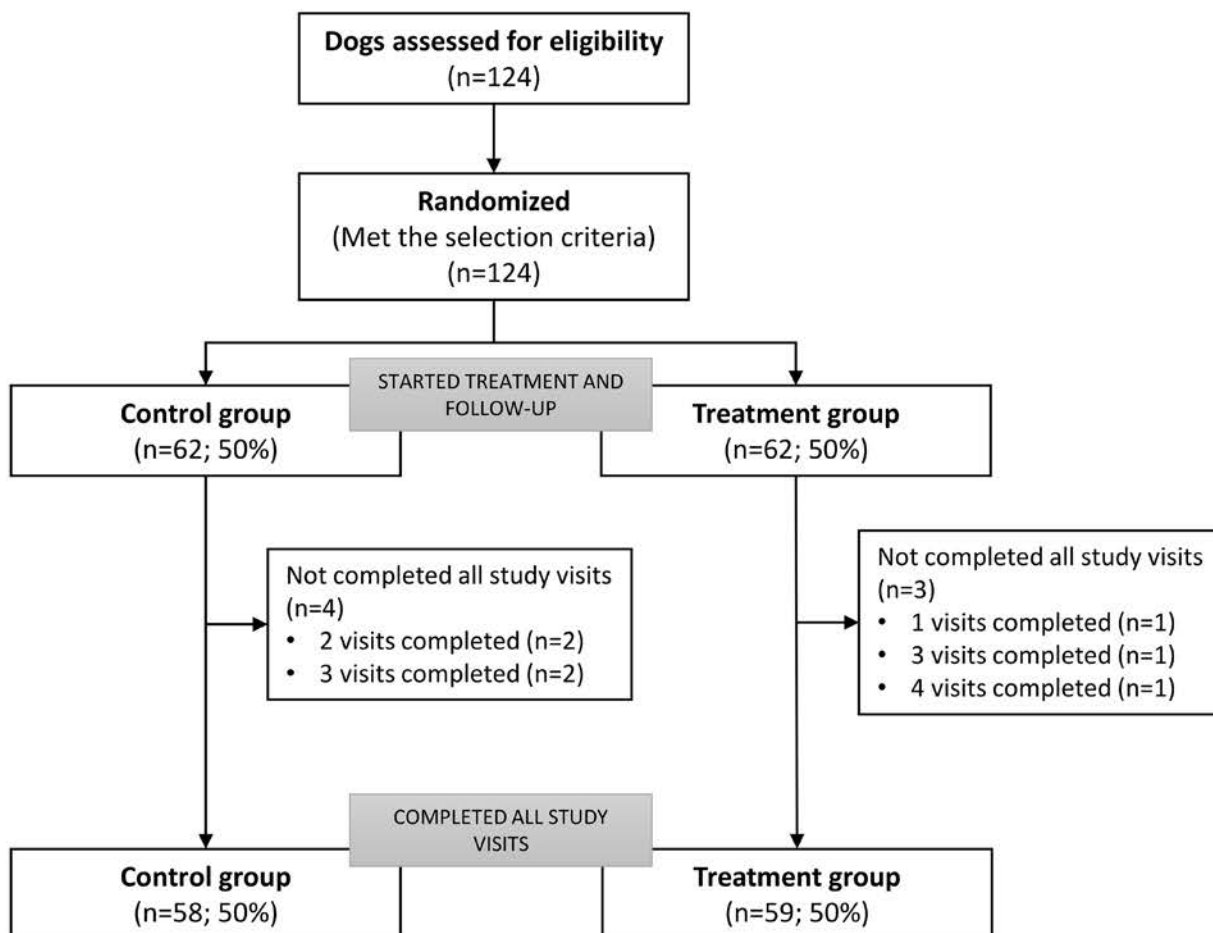 Dogs assessed for eligibility
(n=124)
Randomized
(Met the selection criteria)
(n=124)
STARTED TREATMENT AND
FOLLOW-UP
Control group
(n=62; 50%)
Treatment group
(n=62; 50%)
Not completed all study visits
(n=4)
• 2 visits completed (n=2)
• 3 visits completed (n=2)
Not completed all study visits
(n=3)
• 1 visits completed (n=1)
• 3 visits completed (n=1)
• 4 visits completed (n=1)
COMPLETED ALL STUDY
VISITS
Control group
(n=58; 50%)
Treatment group
(n=59; 50%)